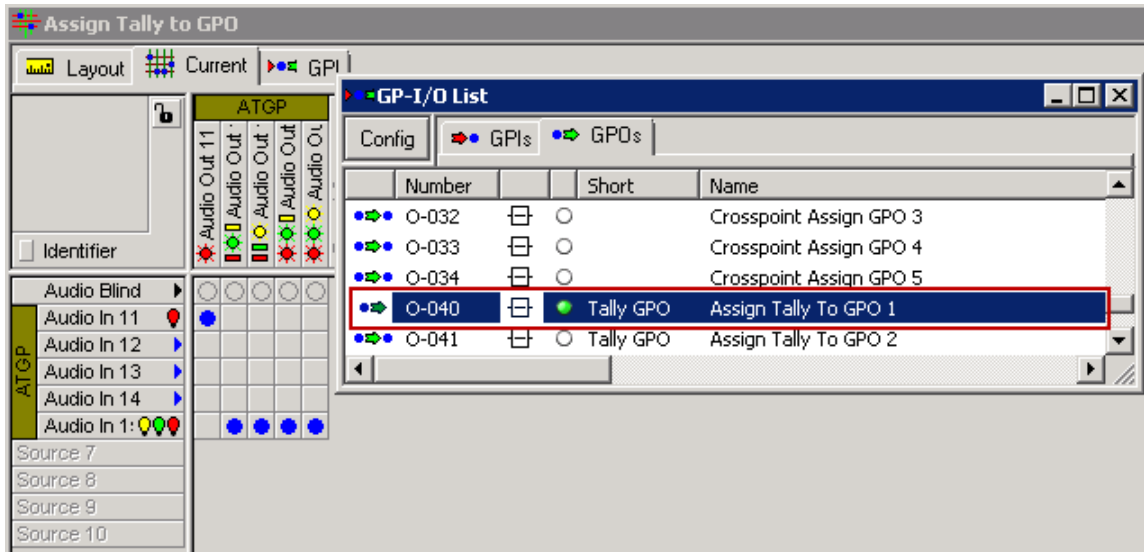 Assign Tally to GPO
Layout Current GPI
GP-I/O List
Config GPIs GPOs
ATGP
Audio Out 11
Audio Out
Audio Out
Audio Out
Audio Ou
Identifier
Number Short Name
O-032 Crosspoint Assign GPO 3
O-033 Crosspoint Assign GPO 4
O-034 Crosspoint Assign GPO 5
O-040 Tally GPO Assign Tally To GPO 1
O-041 Tally GPO Assign Tally To GPO 2
ATGP
Audio Blind
Audio In 11
Audio In 12
Audio In 13
Audio In 14
Audio In 1
Source 7
Source 8
Source 9
Source 10